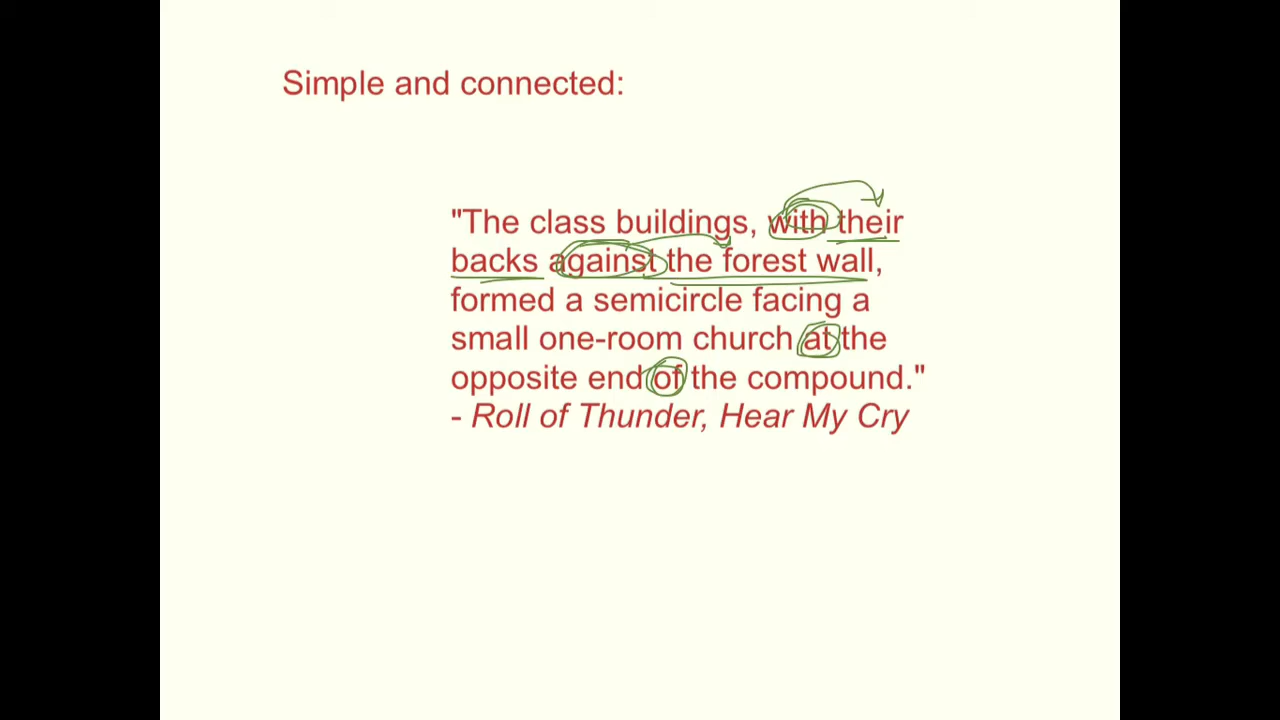 Simple and connected:
"The class buildings, with their
backs against the forest wall,
formed a semicircle facing a
small one-room church at the
opposite end of the compound."
- Roll of Thunder, Hear My Cry